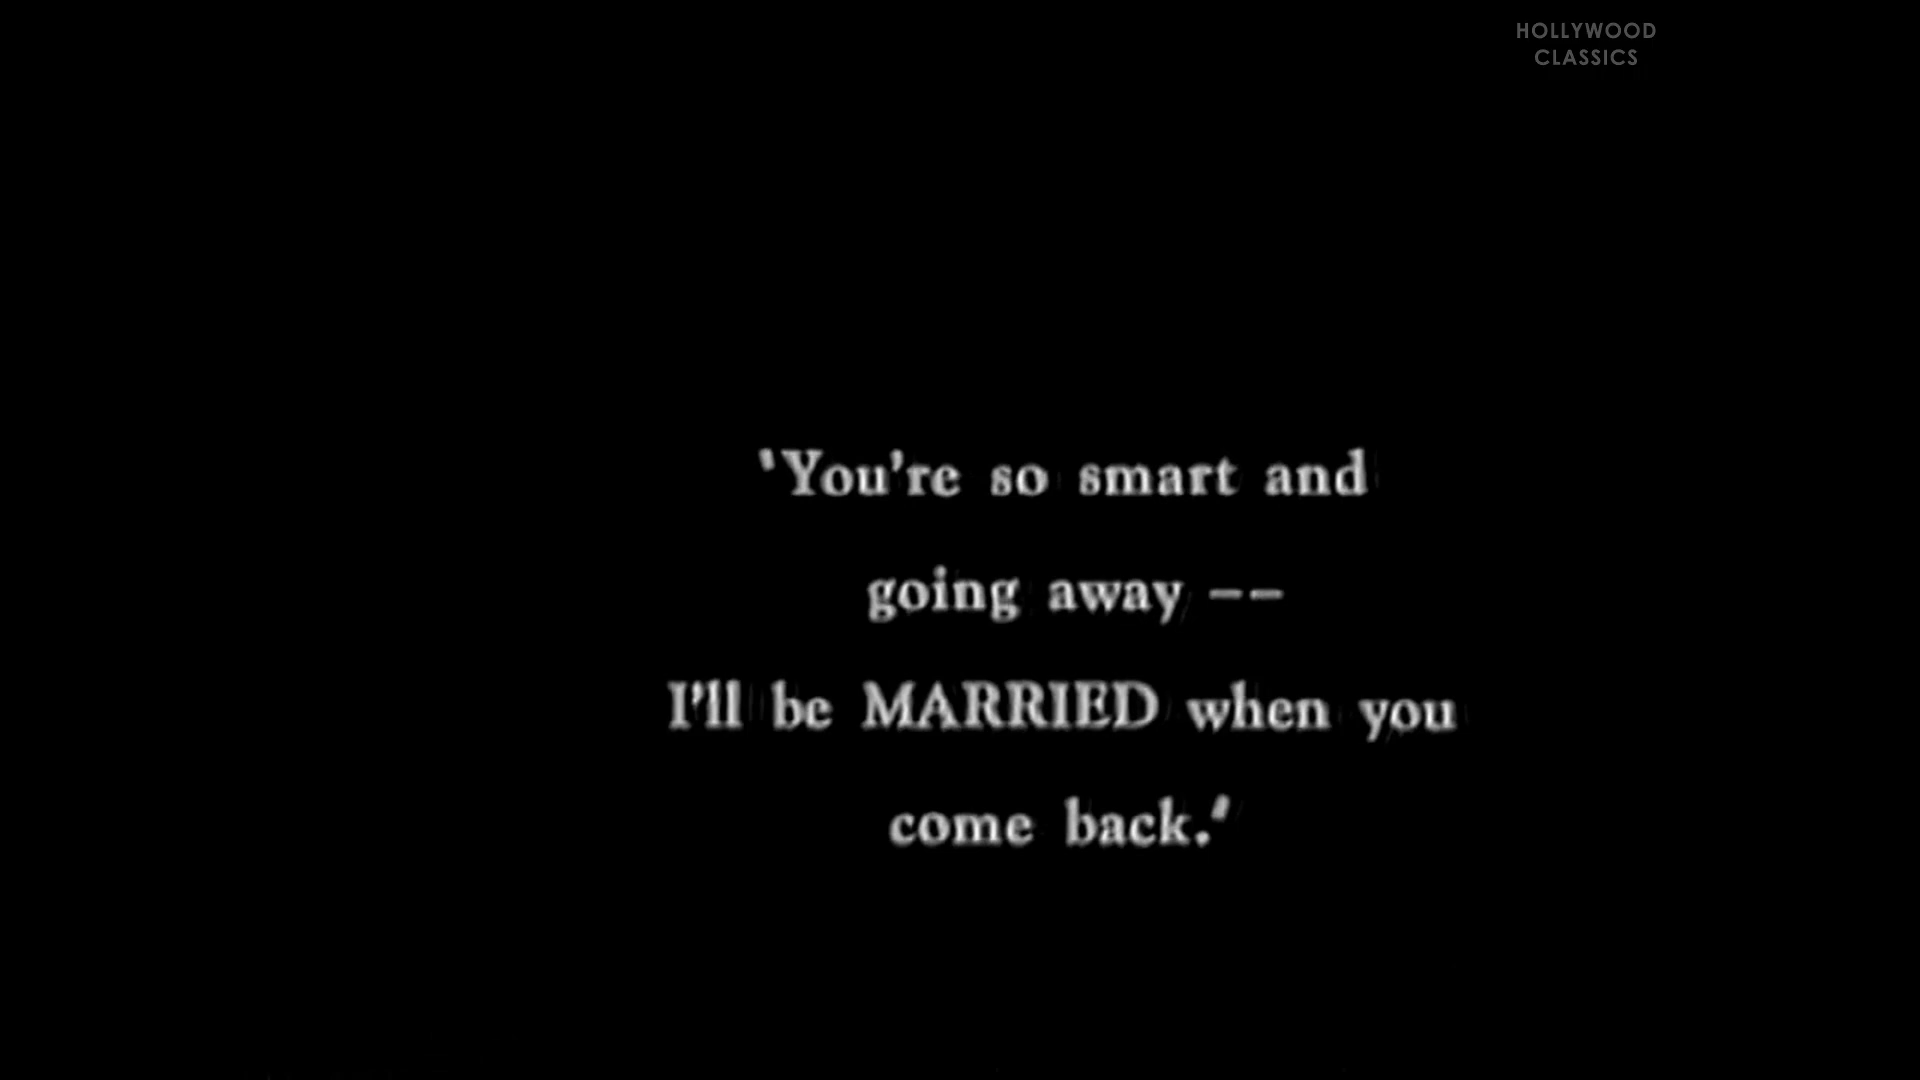 HOLLYWOOD
CLASSICS
'You're so smart and
going away --
I'll be MARRIED when you
come back.'